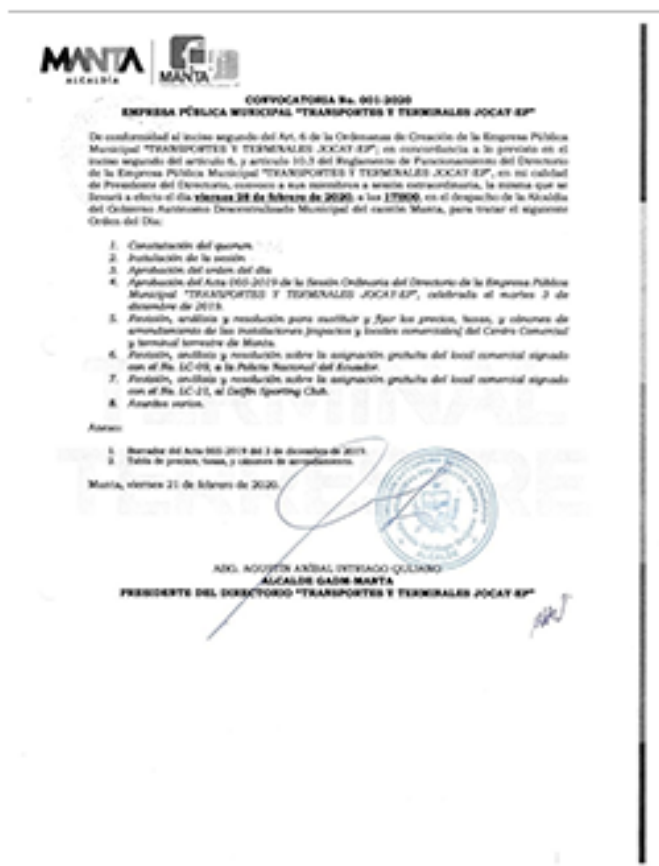 MANTA
alcaldía
MANTA
CONVOCATORIA No. 001-2020
EMPRESA PÚBLICA MUNICIPAL "TRANSPORTES Y TERMINALES JOCAY-EP"
De conformidad al inciso segundo del Art. 6 de la Ordenanza de Creación de la Empresa Pública
Municipal "TRANSPORTES Y TERMINALES JOCAY-EP"; en concordancia a lo previsto en el
inciso segundo del artículo 6, y artículo 10.3 del Reglamento de Funcionamiento del Directorio
de la Empresa Pública Municipal "TRANSPORTES Y TERMINALES JOCAY-EP", en mi calidad
de Presidente del Directorio, convoco a sus miembros a sesión extraordinaria, la misma que se
llevará a efecto el día viernes 28 de febrero de 2020, a las 17H00, en el despacho de la Alcaldía
del Gobierno Autónomo Descentralizado Municipal del cantón Manta, para tratar el siguiente
Orden del Día:
1. Constatación del quorum
2. Instalación de la sesión
3. Aprobación del orden del día
4. Aprobación del Acta 005-2019 de la Sesión Ordinaria del Directorio de la Empresa Pública
Municipal "TRANSPORTES Y TERMINALES JOCAY-EP", celebrada el martes 3 de
diciembre de 2019.
5. Revisión, análisis y resolución para sustituir y fijar los precios, tasas, y cánones de
arrendamiento de las instalaciones (espacios y locales comerciales) del Centro Comercial
y terminal terrestre de Manta.
6. Revisión, análisis y resolución sobre la asignación gratuita del local comercial signado
con el No. LC-09, a la Policía Nacional del Ecuador.
7. Revisión, análisis y resolución sobre la asignación gratuita del local comercial signado
con el No. LC-21, al Delfín Sporting Club.
8. Asuntos varios.
Anexo:
1. Borrador del Acta 005-2019 del 3 de diciembre de 2019.
2. Tabla de precios, tasas, y cánones de arrendamiento.
Manta, viernes 21 de febrero de 2020.
ABG. AGUSTÍN ANÍBAL INTRIAGO QUIJANO
ALCALDE GADM-MANTA
PRESIDENTE DEL DIRECTORIO "TRANSPORTES Y TERMINALES JOCAY-EP"